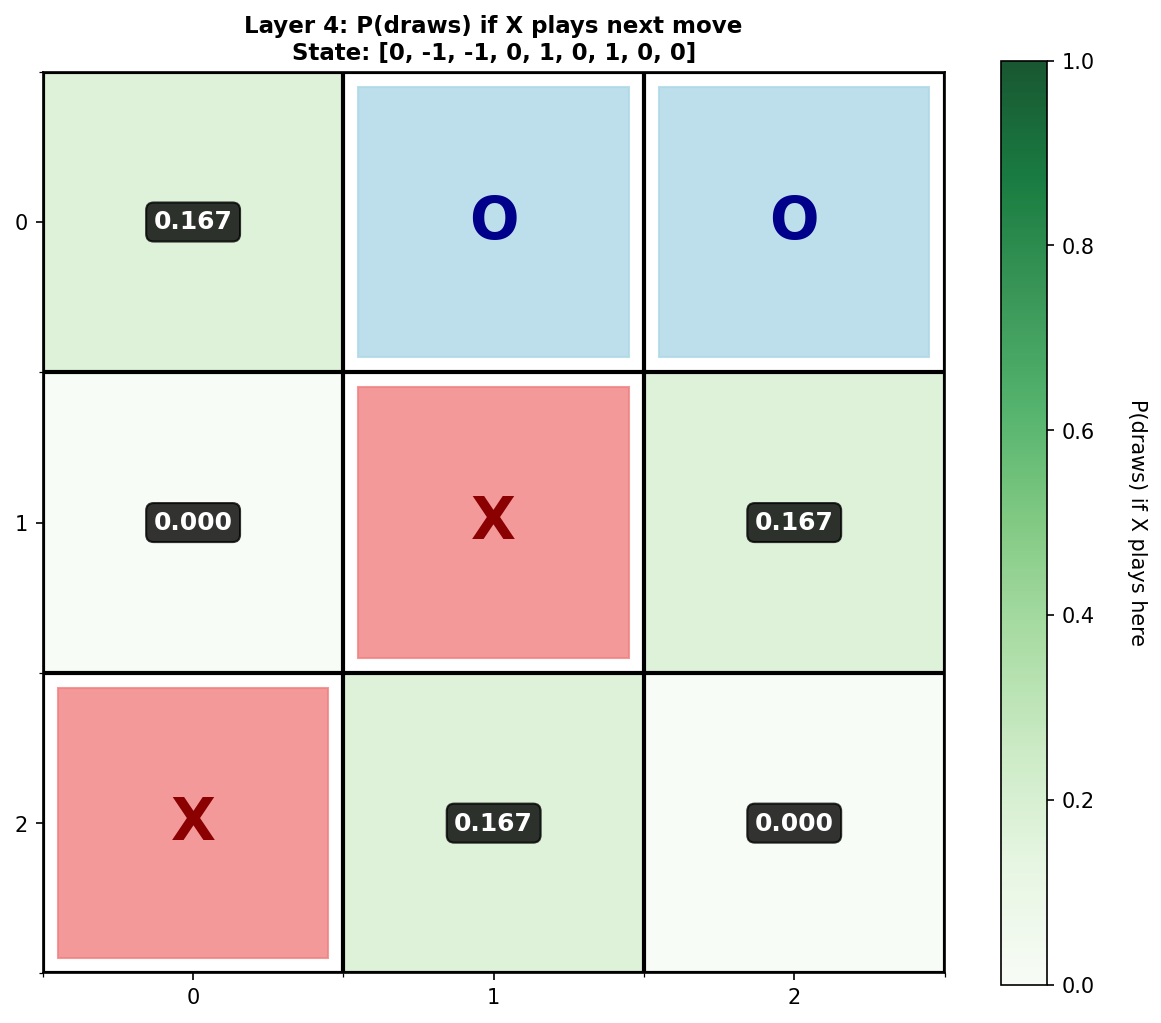 Layer 4: P(draws) if X plays next move
State: [0, -1, -1, 0, 1, 0, 1, 0, 0]
1.0
0
0.167
O
O
0.8
0.6
1
0.000
X
0.167
P(draws) if X plays here
0.4
2
X
0.167
0.000
0.2
0.0
0
1
2